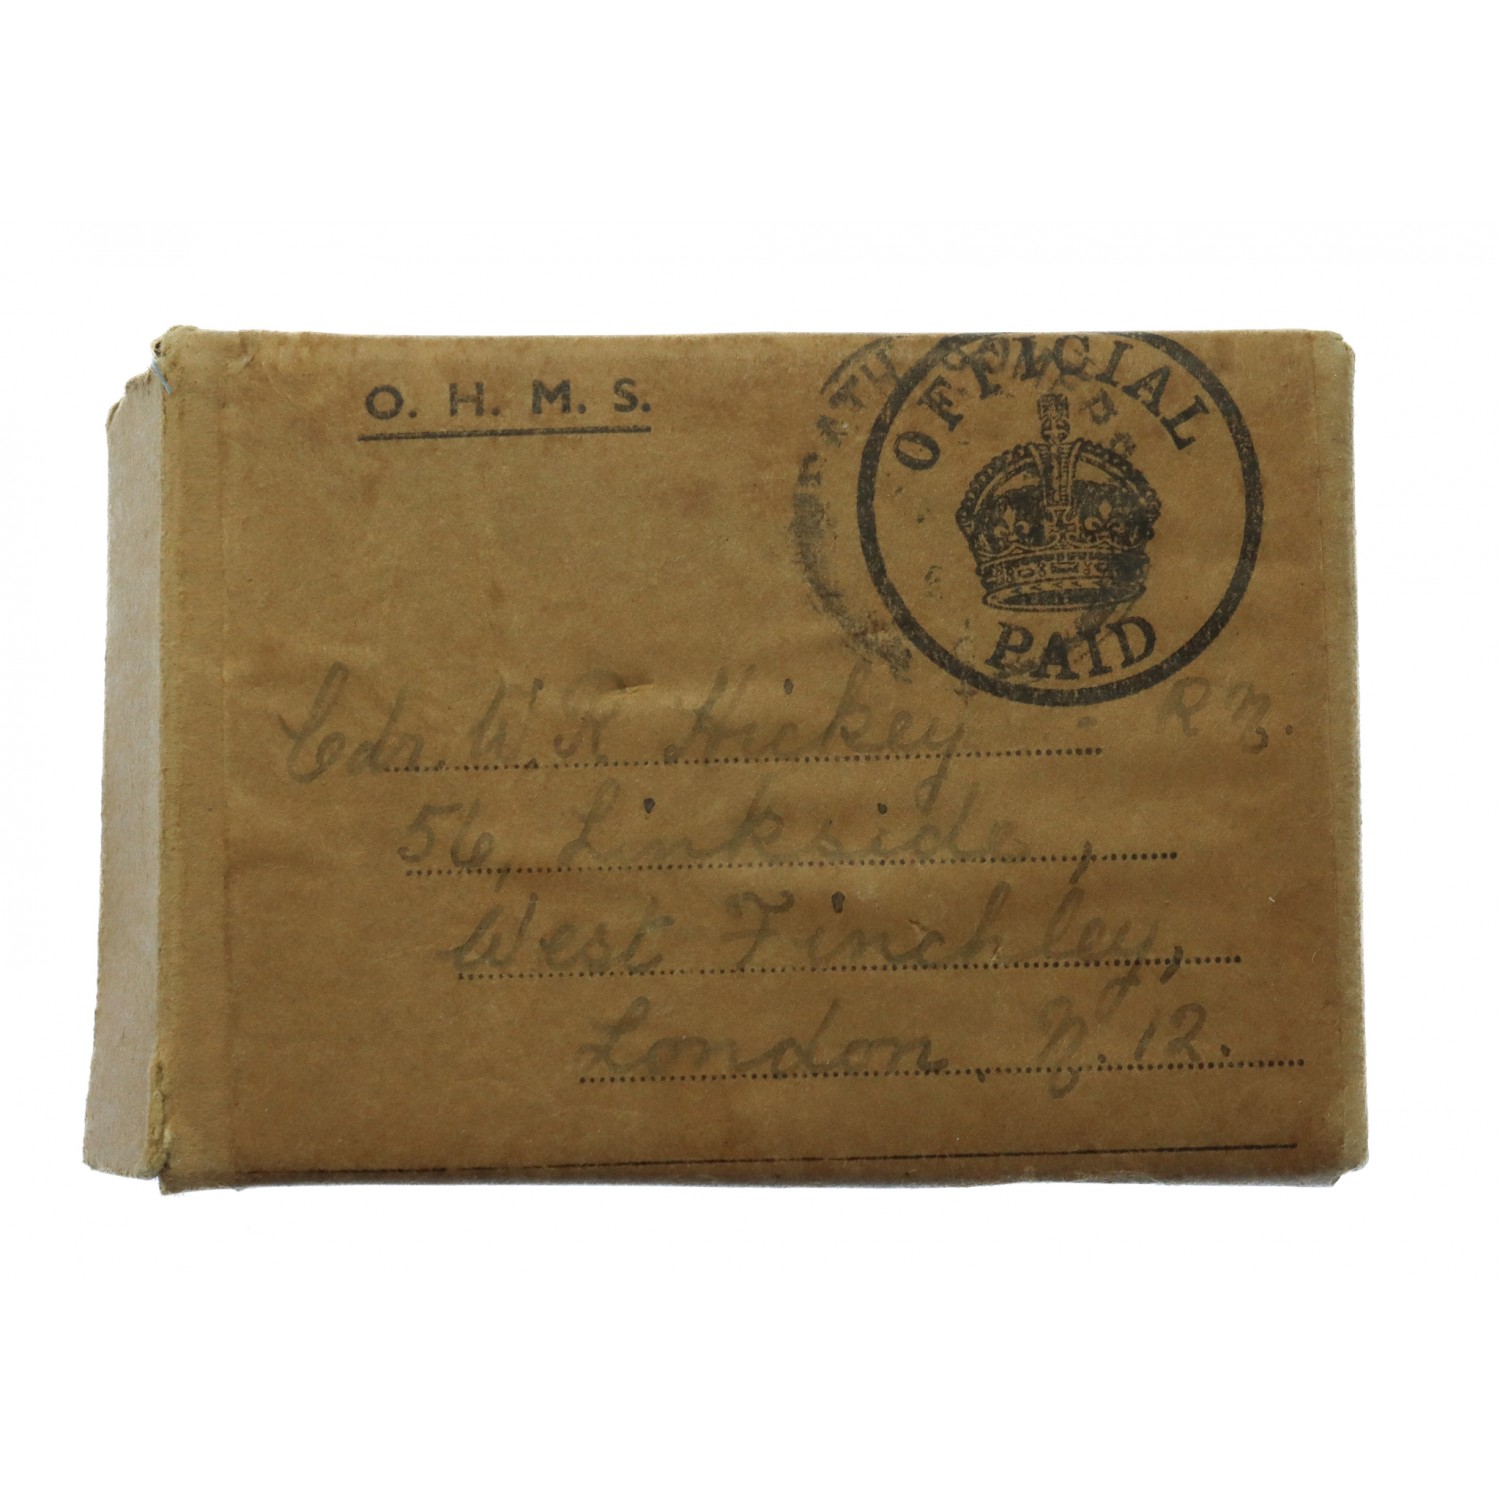 O. H. M. S.
OFFICIAL
PAID
Cdr. W. R. Hickey R N.
56, Linkside,
West Finchley,
London, N. 12.